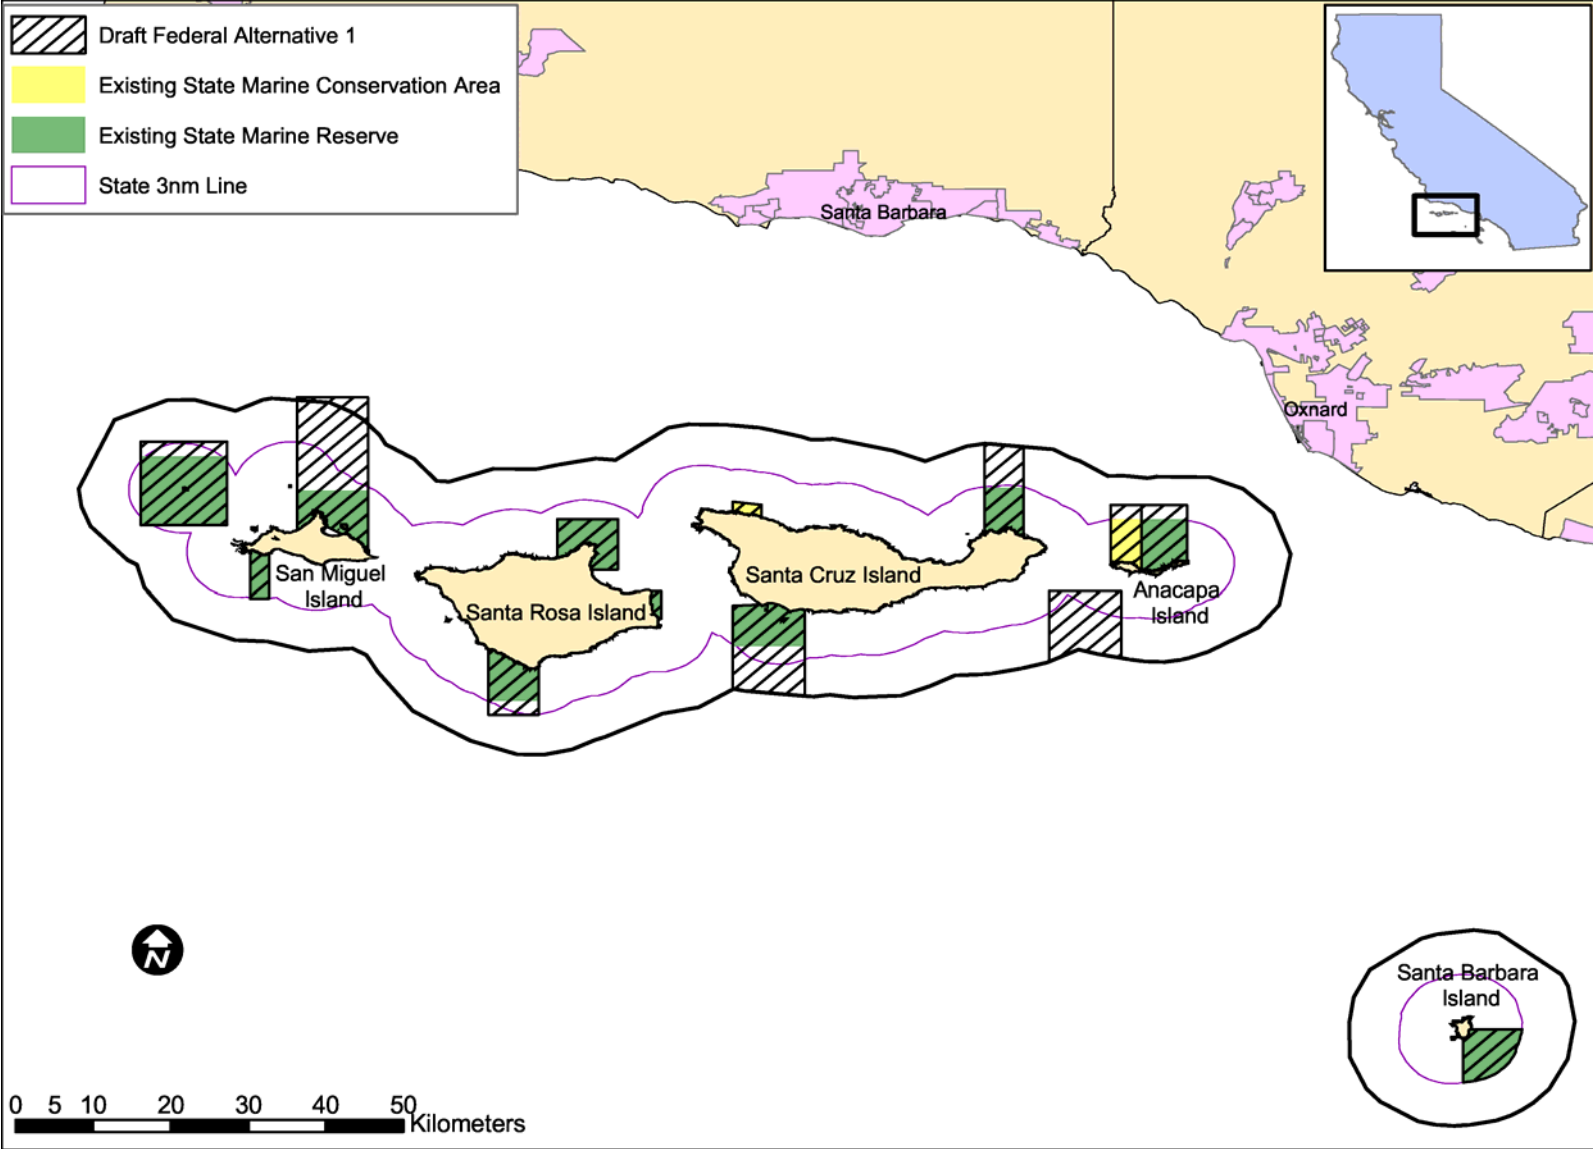 Draft Federal Alternative 1
Existing State Marine Conservation Area
Existing State Marine Reserve
State 3nm Line
Santa Barbara
Oxnard
San Miguel
Island
Santa Rosa Island
Santa Cruz Island
Anacapa
Island
N
Santa Barbara
Island
0 5 10 20 30 40 50
Kilometers